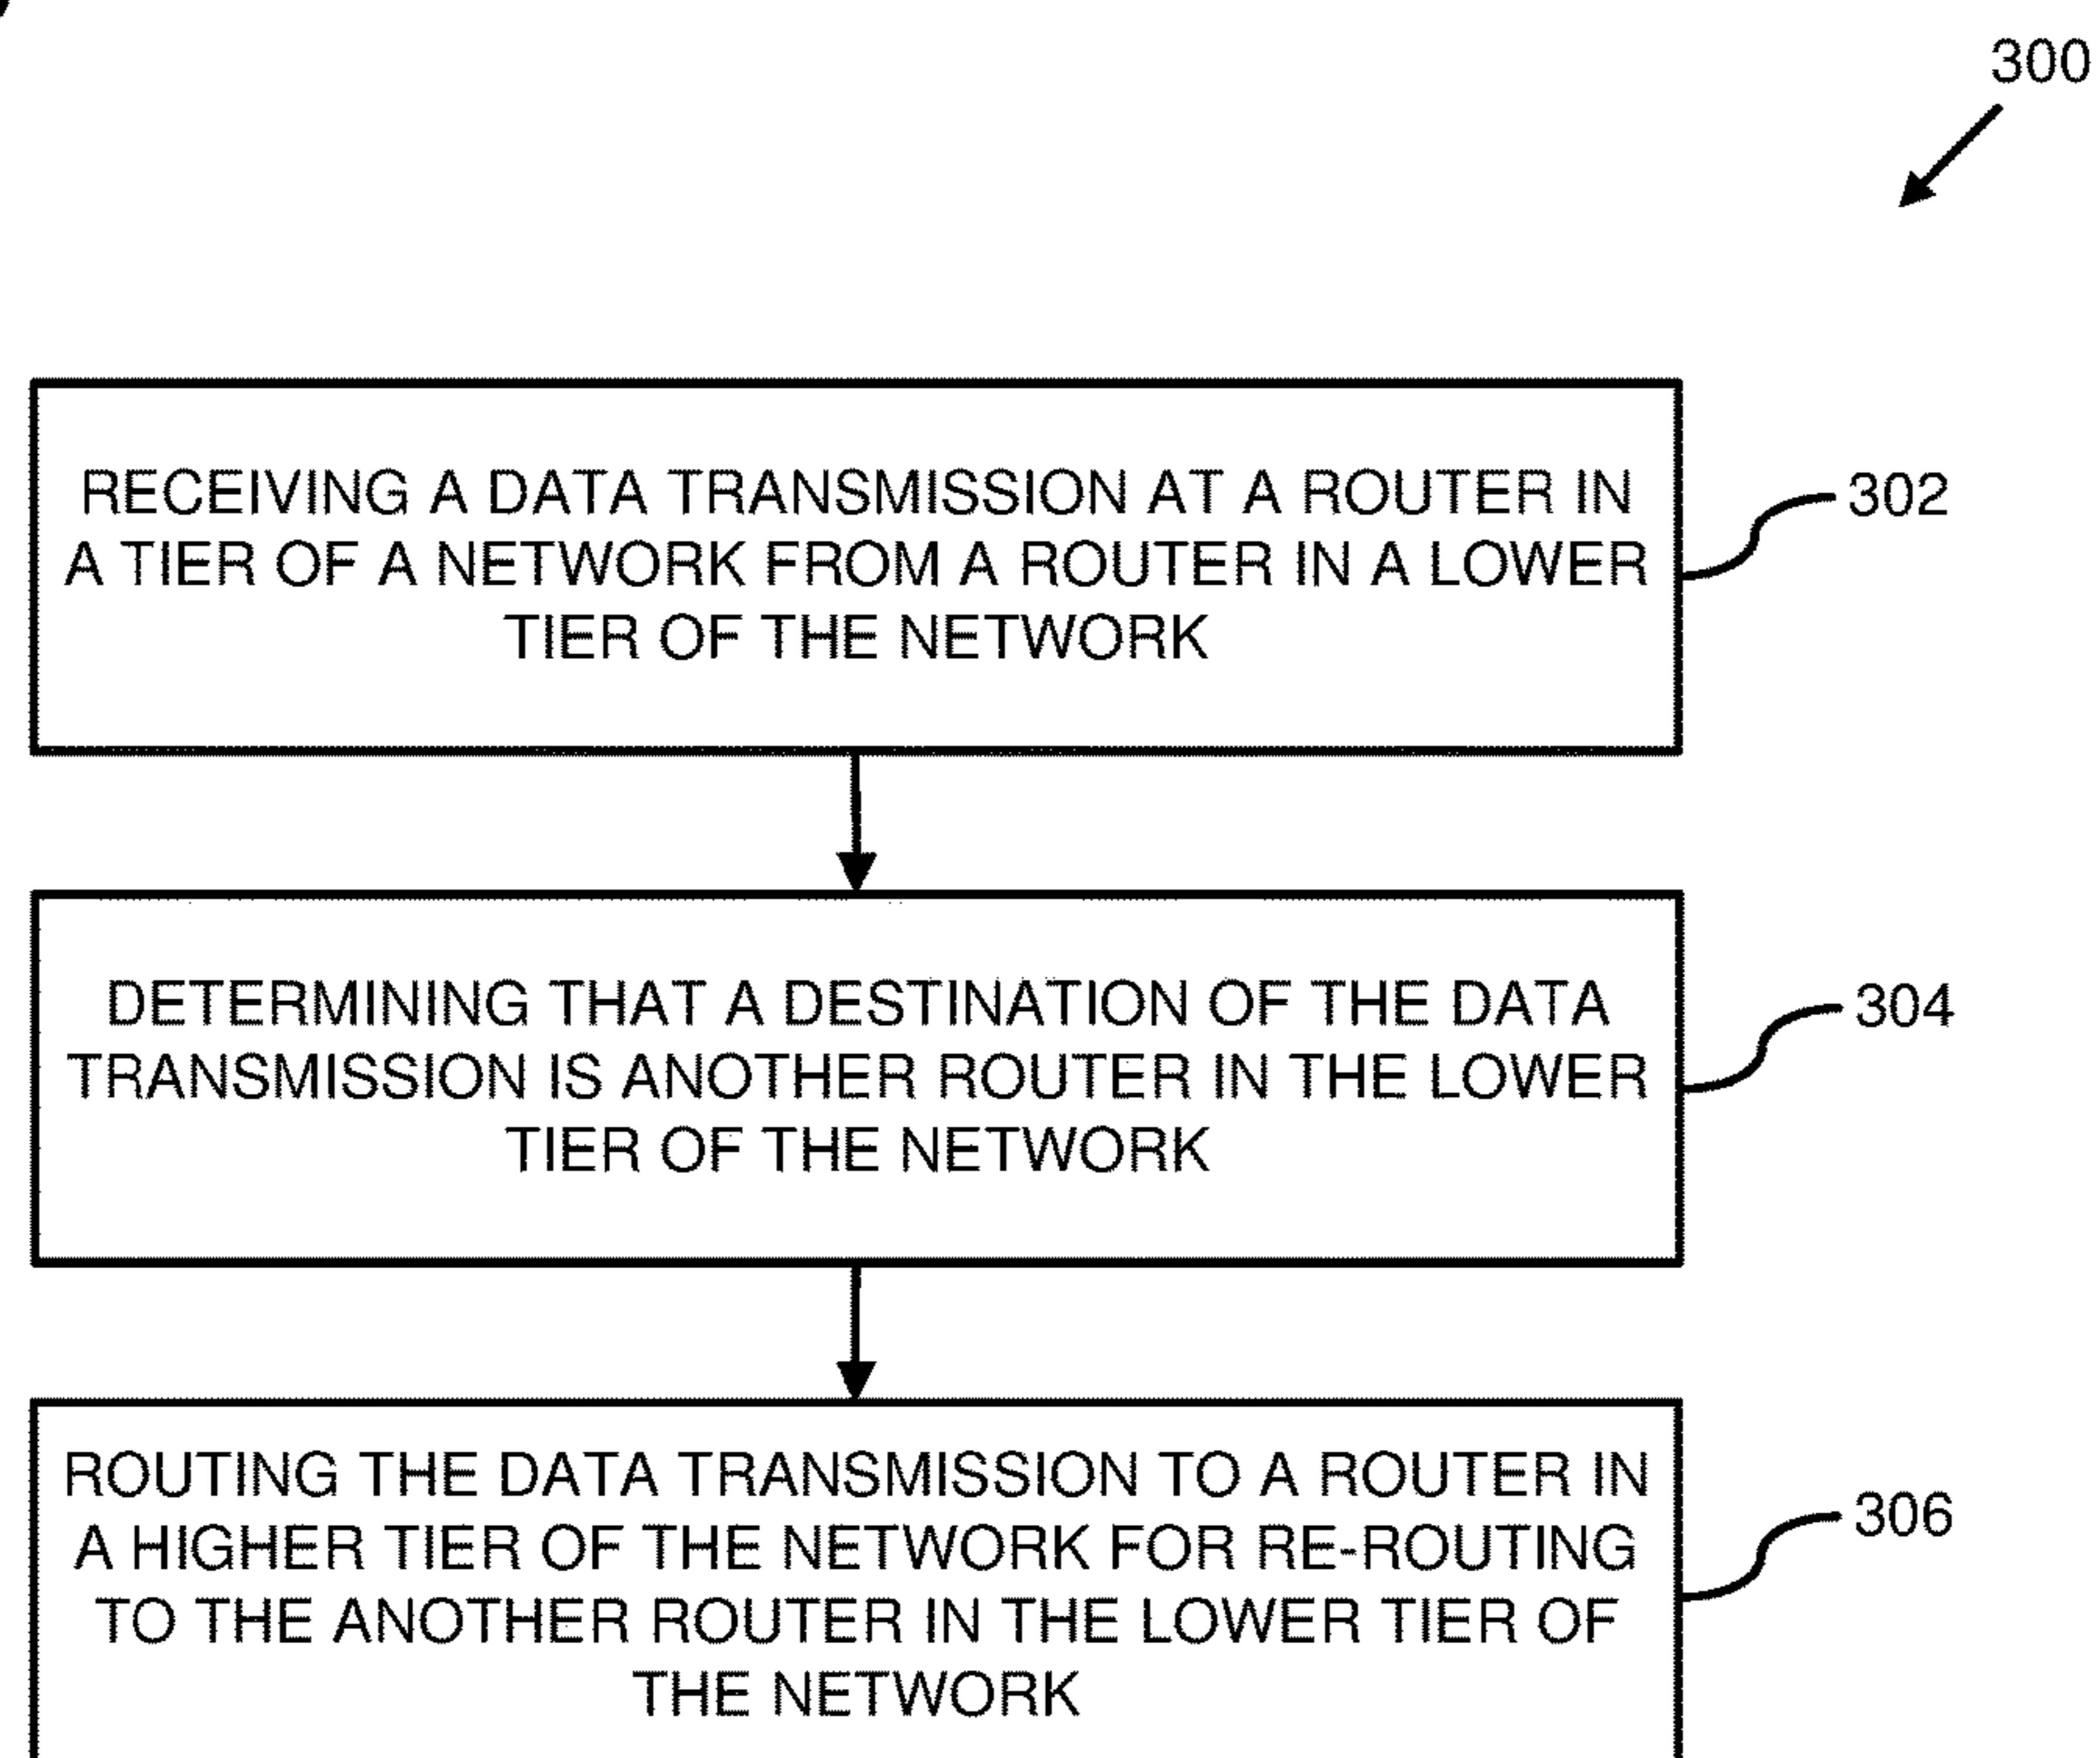 300
RECEIVING A DATA TRANSMISSION AT A ROUTER IN
A TIER OF A NETWORK FROM A ROUTER IN A LOWER
TIER OF THE NETWORK
302
DETERMINING THAT A DESTINATION OF THE DATA
TRANSMISSION IS ANOTHER ROUTER IN THE LOWER
TIER OF THE NETWORK
304
ROUTING THE DATA TRANSMISSION TO A ROUTER IN
A HIGHER TIER OF THE NETWORK FOR RE-ROUTING
TO THE ANOTHER ROUTER IN THE LOWER TIER OF
THE NETWORK
306